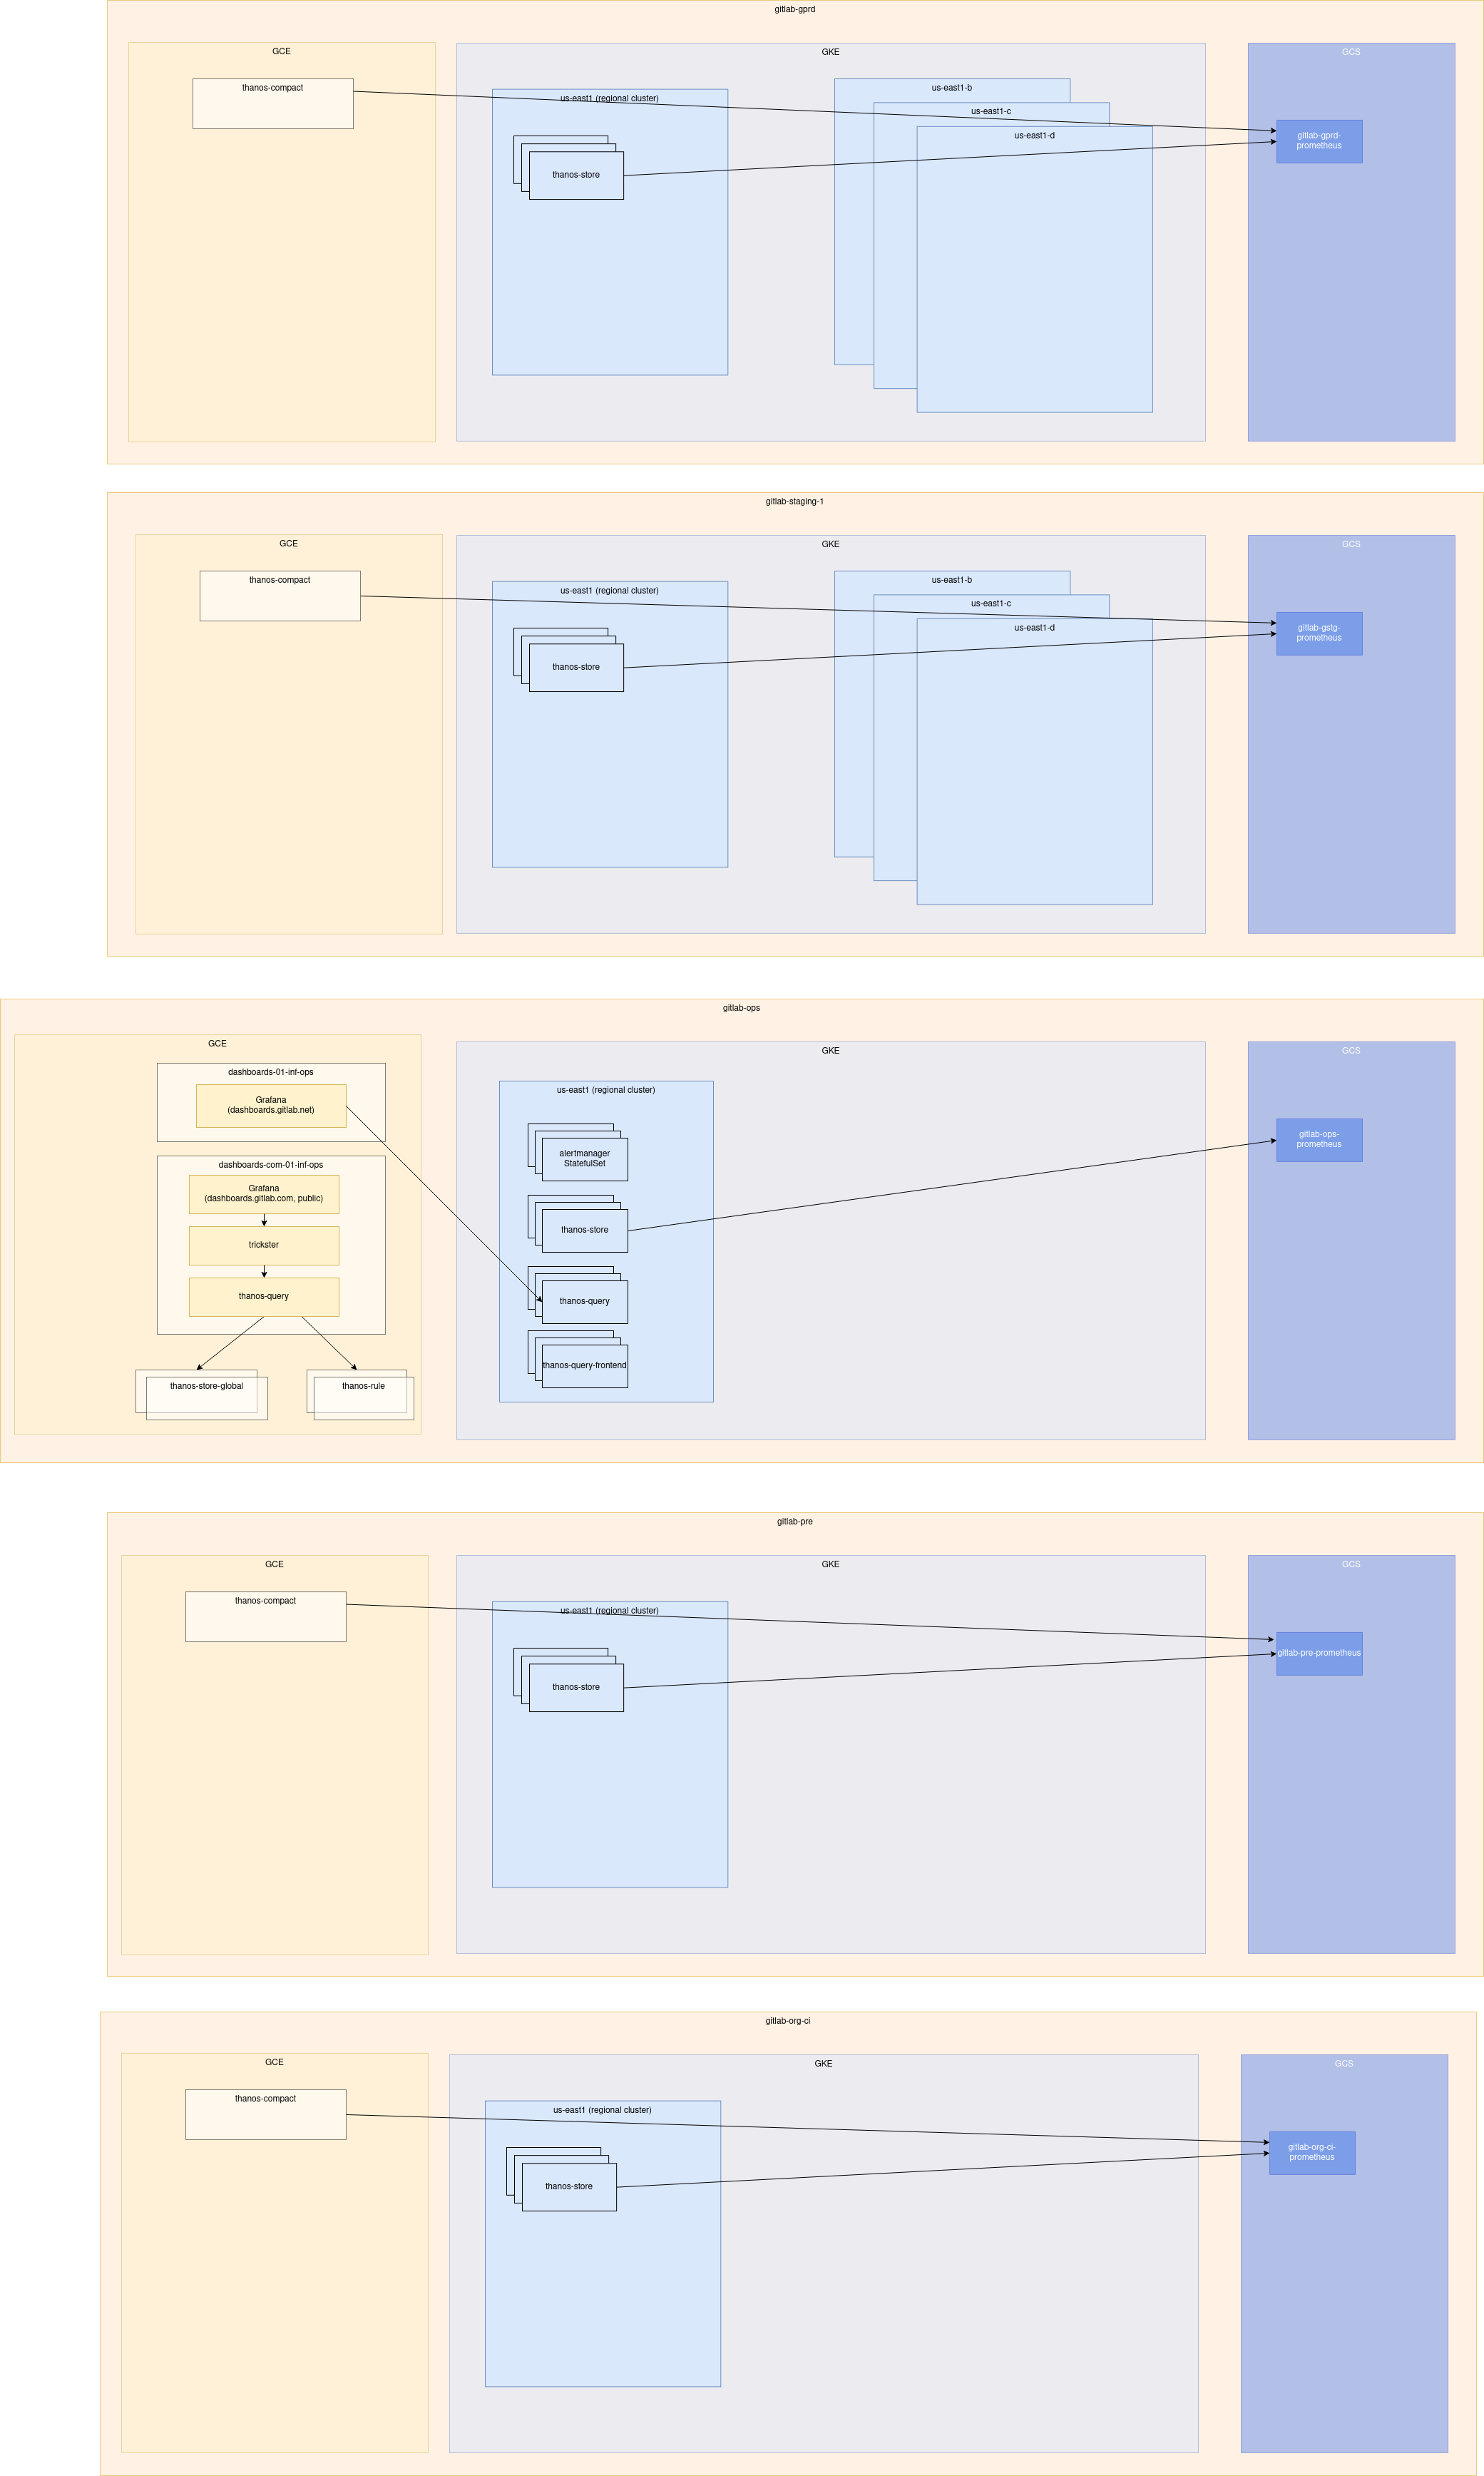 gitlab-gprd
GCE
GKE
GCS
thanos-compact
us-east1 (regional cluster)
us-east1-b
us-east1-c
us-east1-d
gitlab-gprd-
prometheus
thanos-store
gitlab-staging-1
GCE
GKE
GCS
thanos-compact
us-east1 (regional cluster)
us-east1-b
us-east1-c
us-east1-d
gitlab-gstg-
prometheus
thanos-store
gitlab-ops
GCE
GKE
GCS
dashboards-01-inf-ops
Grafana
(dashboards.gitlab.net)
dashboards-com-01-inf-ops
Grafana
(dashboards.gitlab.com, public)
trickster
thanos-query
thanos-store-global
thanos-rule
us-east1 (regional cluster)
alertmanager
StatefulSet
thanos-store
thanos-query
thanos-query-frontend
gitlab-ops-
prometheus
gitlab-pre
GCE
GKE
GCS
thanos-compact
us-east1 (regional cluster)
thanos-store
gitlab-pre-prometheus
gitlab-org-ci
GCE
GKE
GCS
thanos-compact
us-east1 (regional cluster)
thanos-store
gitlab-org-ci-
prometheus